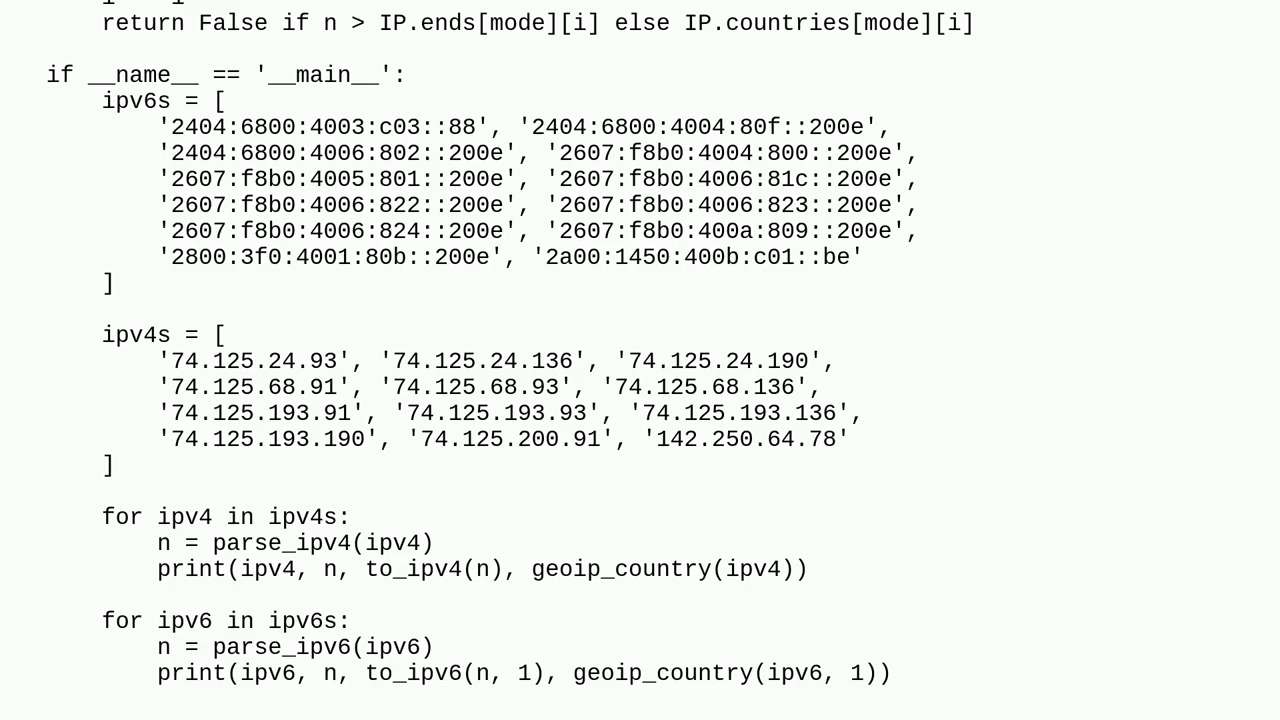 return False if n > IP.ends[mode][i] else IP.countries[mode][i]
if __name__ == '__main__':
ipv6s = [
'2404:6800:4003:c03::88', '2404:6800:4004:80f::200e',
'2404:6800:4006:802::200e', '2607:f8b0:4004:800::200e',
'2607:f8b0:4005:801::200e', '2607:f8b0:4006:81c::200e',
'2607:f8b0:4006:822::200e', '2607:f8b0:4006:823::200e',
'2607:f8b0:4006:824::200e', '2607:f8b0:400a:809::200e',
'2800:3f0:4001:80b::200e', '2a00:1450:400b:c01::be'
]
ipv4s = [
'74.125.24.93', '74.125.24.136', '74.125.24.190',
'74.125.68.91', '74.125.68.93', '74.125.68.136',
'74.125.193.91', '74.125.193.93', '74.125.193.136',
'74.125.193.190', '74.125.200.91', '142.250.64.78'
]
for ipv4 in ipv4s:
n = parse_ipv4(ipv4)
print(ipv4, n, to_ipv4(n), geoip_country(ipv4))
for ipv6 in ipv6s:
n = parse_ipv6(ipv6)
print(ipv6, n, to_ipv6(n, 1), geoip_country(ipv6, 1))